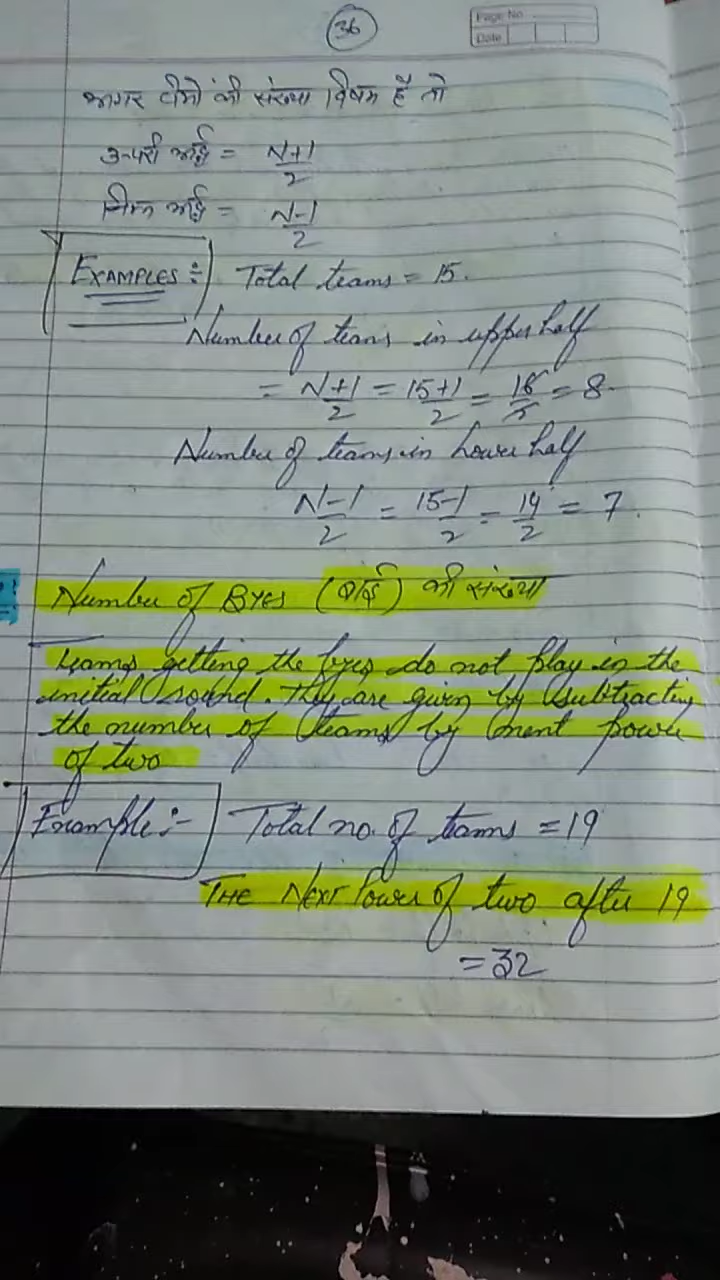 36
Page No
Date
अगर टीमों की संख्या विषम है तो
उपरी अर्द्ध = N+1/2
निम्न अर्द्ध = N-1/2
EXAMPLES:- Total teams = 15.
Number of teams in upper half
= N+1/2 = 15+1/2 = 16/2 = 8.
Number of teams in lower half
N-1/2 = 15-1/2 = 14/2 = 7.
Number of Byes (बाई) की संख्या
Teams getting the byes do not play in the
initial round. They are given by subtracting
the number of teams by next power
of two
Example:- Total no. of teams = 19
THE NEXT Power of two after 19
= 32